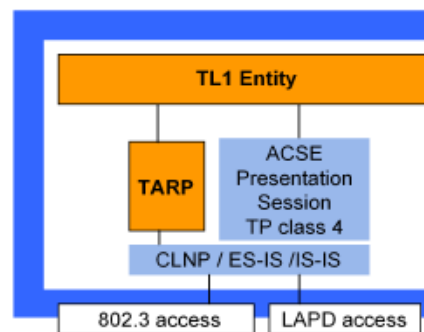 TL1 Entity
TARP
ACSE
Presentation
Session
TP class 4
CLNP / ES-IS /IS-IS
802.3 access
LAPD access